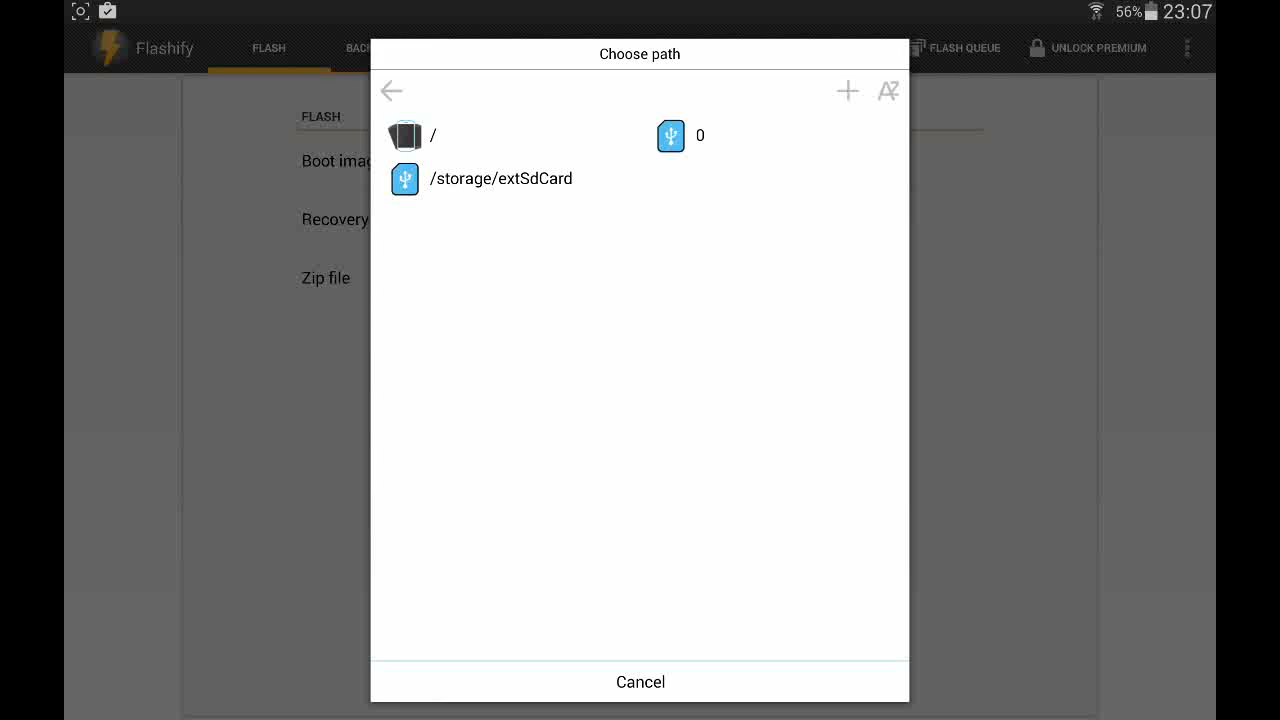 56% 23:07
Flashify FLASH BAC FLASH QUEUE UNLOCK PREMIUM
Choose path
FLASH
/ 0
Boot imag
/storage/extSdCard
Recovery
Zip file
Cancel